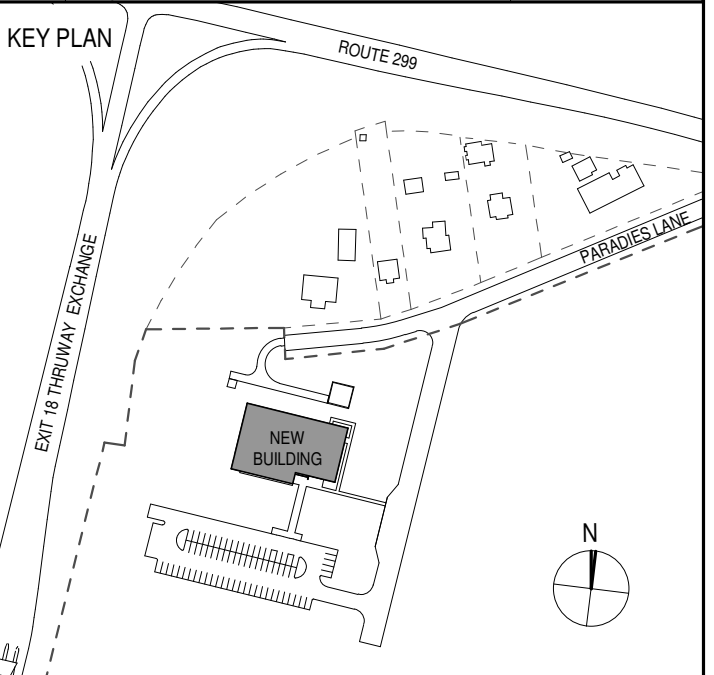 KEY PLAN
ROUTE 299
PARADIES LANE
EXIT 18 THRUWAY EXCHANGE
NEW
BUILDING
N